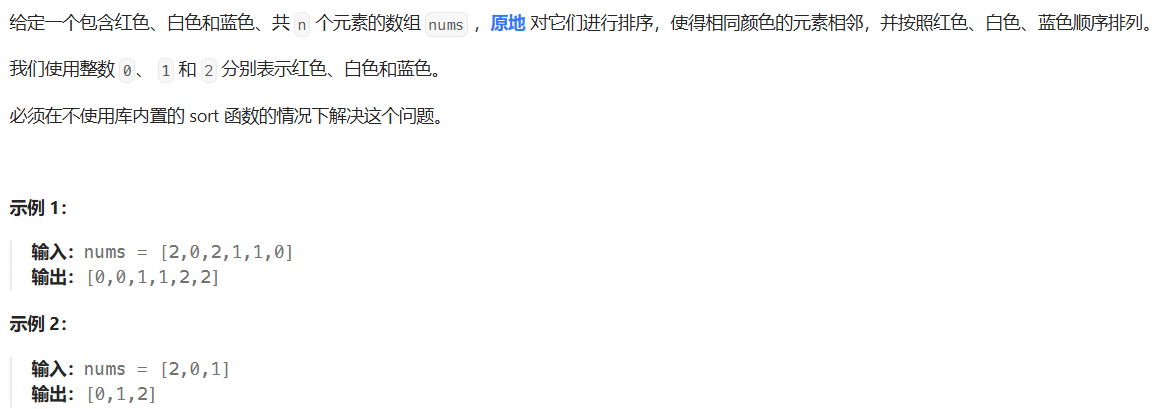 给定一个包含红色、白色和蓝色、共 n 个元素的数组 nums ，原地 对它们进行排序，使得相同颜色的元素相邻，并按照红色、白色、蓝色顺序排列。
我们使用整数 0、 1 和 2 分别表示红色、白色和蓝色。
必须在不使用库内置的 sort 函数的情况下解决这个问题。
示例 1：
输入：nums = [2,0,2,1,1,0]
输出：[0,0,1,1,2,2]
示例 2：
输入：nums = [2,0,1]
输出：[0,1,2]